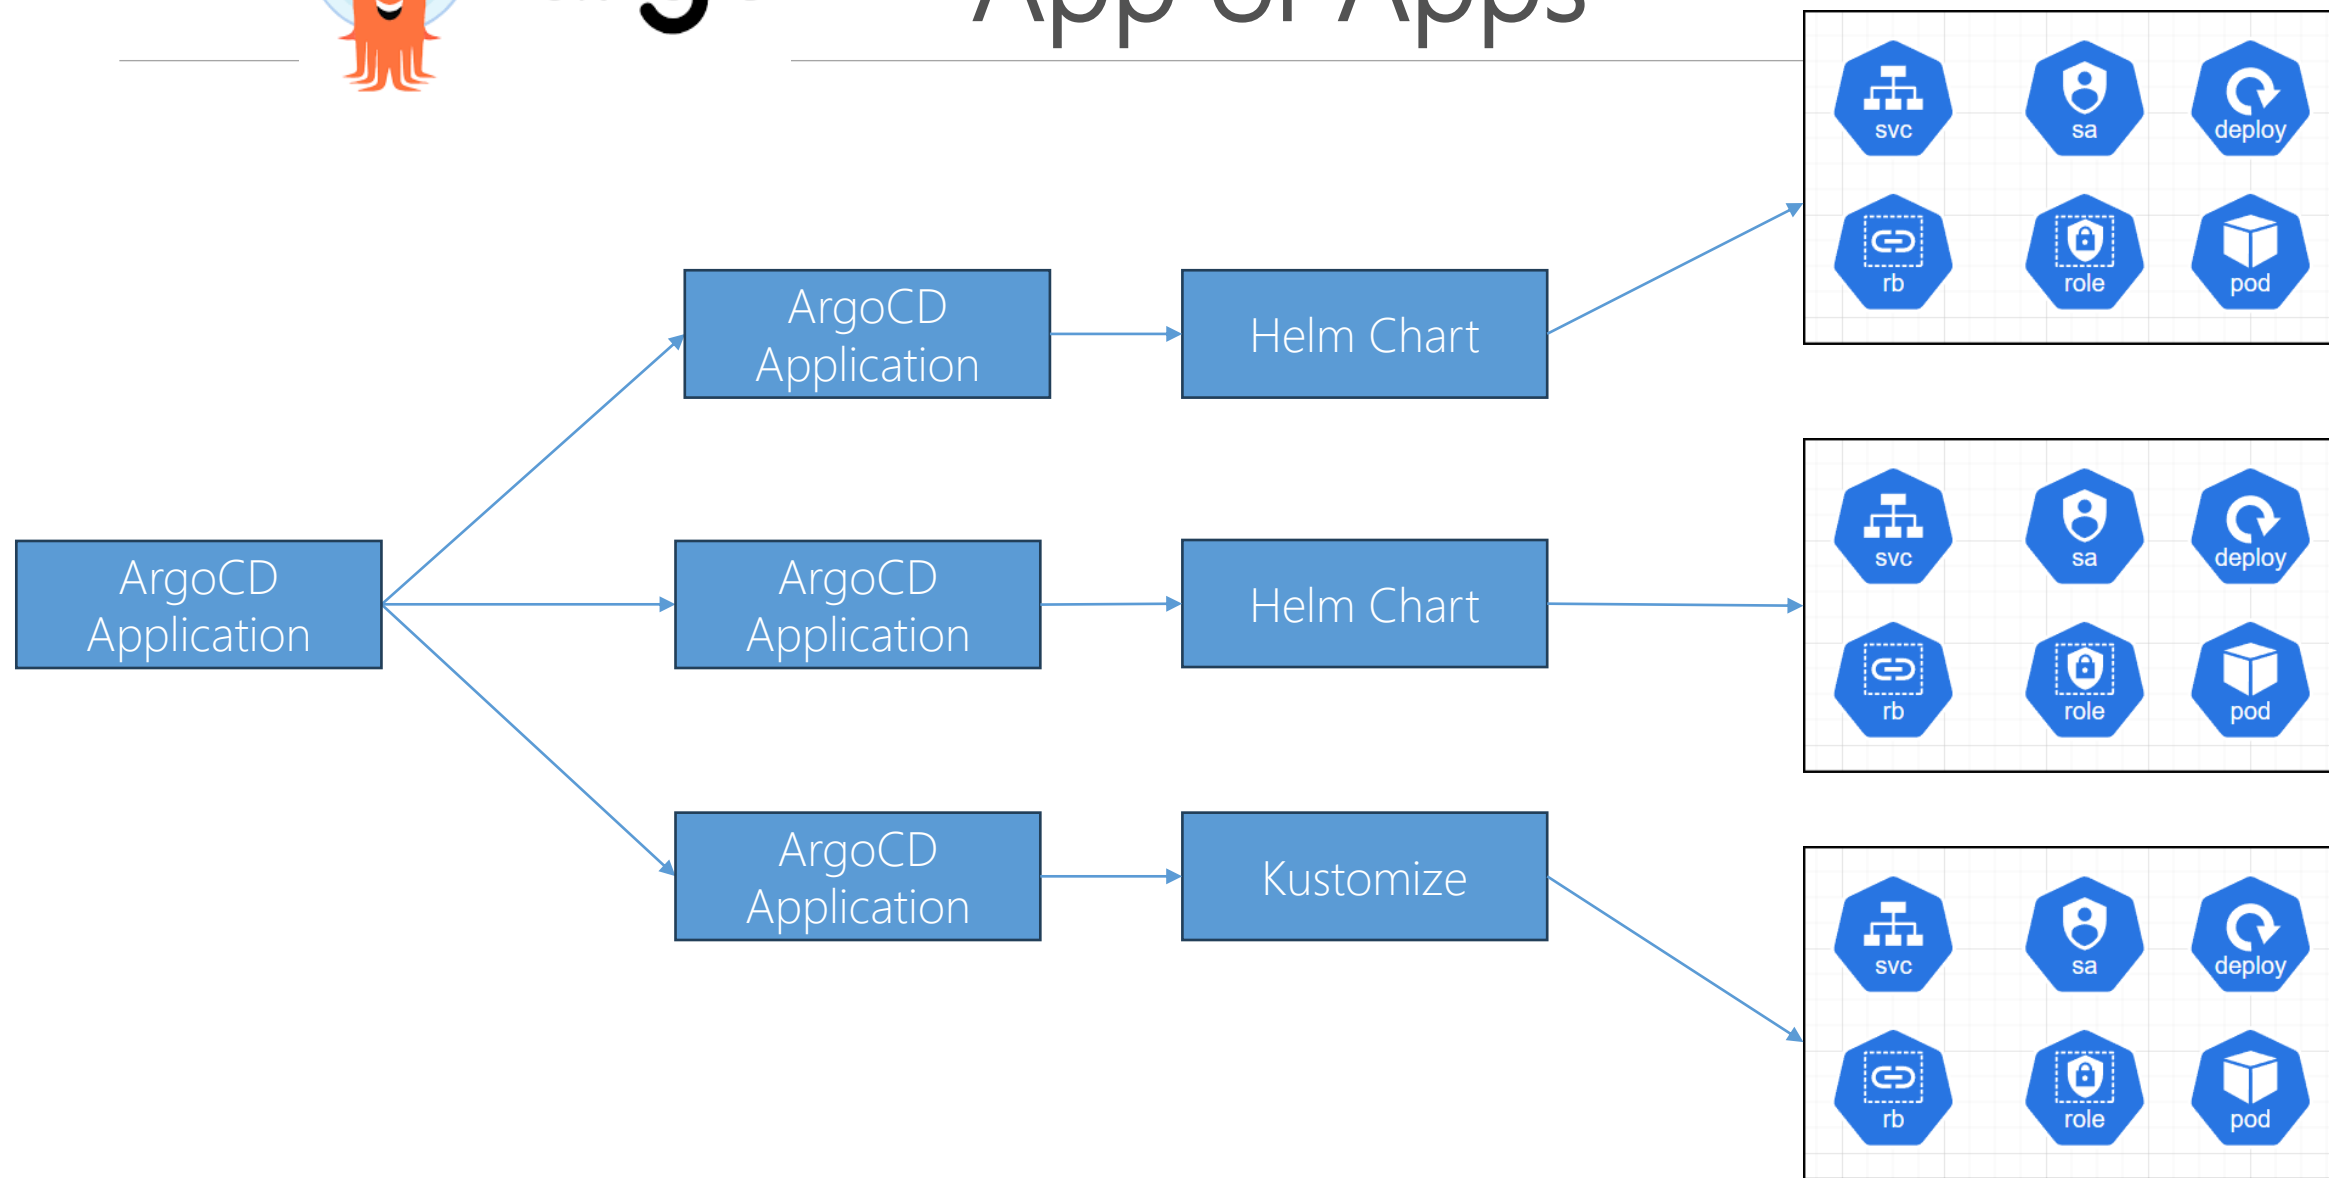 App of Apps
svc sa deploy
rb role pod
ArgoCD
Application
Helm Chart
svc sa deploy
rb role pod
ArgoCD
Application
ArgoCD
Application
Helm Chart
ArgoCD
Application
Kustomize
svc sa deploy
rb role pod